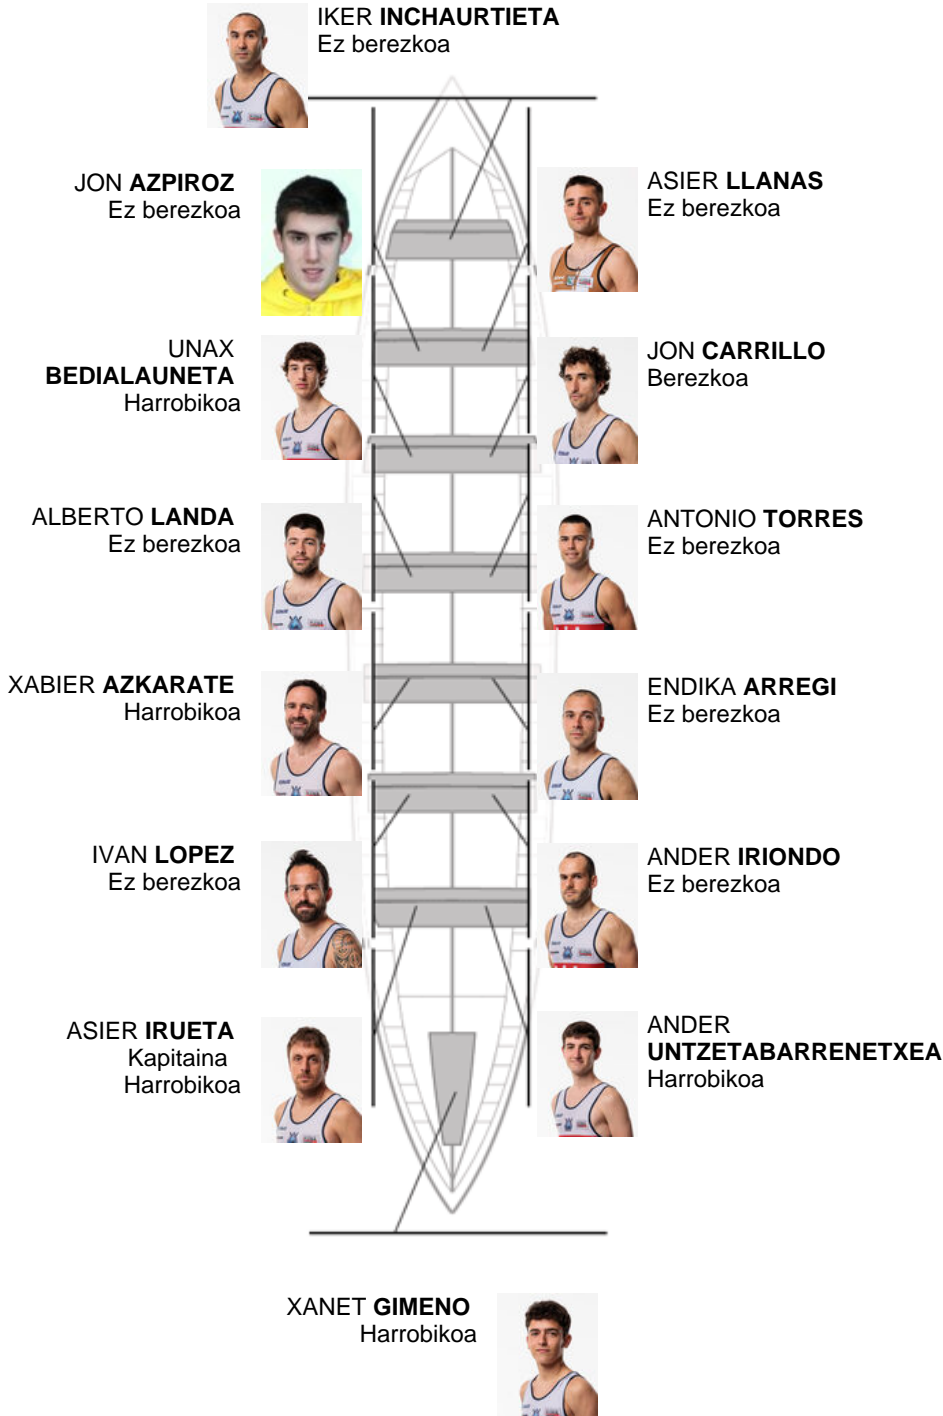 IKER INCHAURTIETA
Ez berezkoa
JON AZPIROZ
Ez berezkoa
ASIER LLANAS
Ez berezkoa
UNAX
BEDIALAUNETA
Harrobikoa
JON CARRILLO
Berezkoa
ALBERTO LANDA
Ez berezkoa
ANTONIO TORRES
Ez berezkoa
XABIER AZKARATE
Harrobikoa
ENDIKA ARREGI
Ez berezkoa
IVAN LOPEZ
Ez berezkoa
ANDER IRIONDO
Ez berezkoa
ASIER IRUETA
Kapitaina
Harrobikoa
ANDER
UNTZETABARRENETXEA
Harrobikoa
XANET GIMENO
Harrobikoa